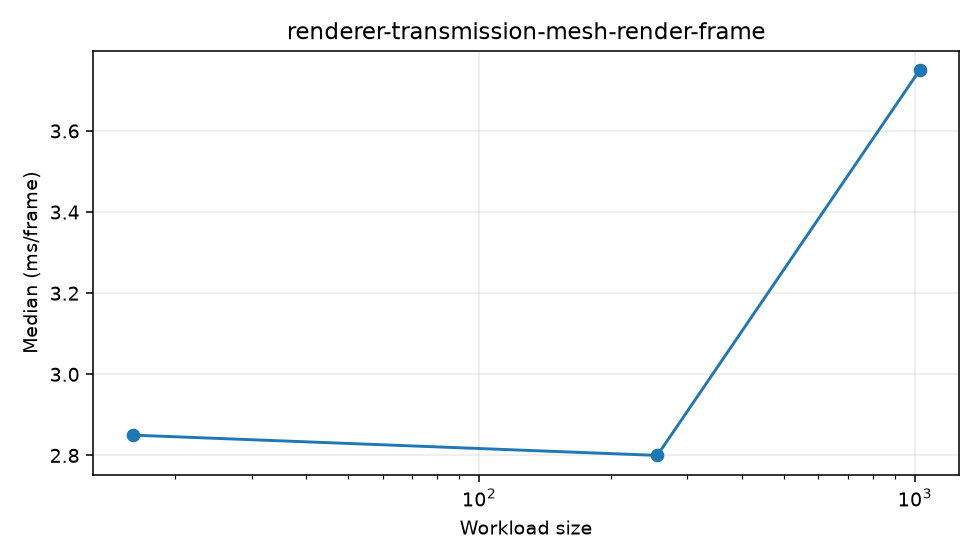 renderer-transmission-mesh-render-frame
Median (ms/frame)
3.6
3.4
3.2
3.0
2.8
10²
10³
Workload size